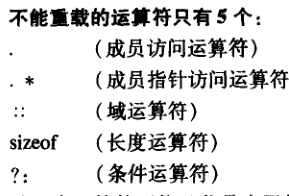 不能重载的运算符只有 5 个：
. （成员访问运算符）
. * （成员指针访问运算符
:: （域运算符）
sizeof （长度运算符）
?: （条件运算符）